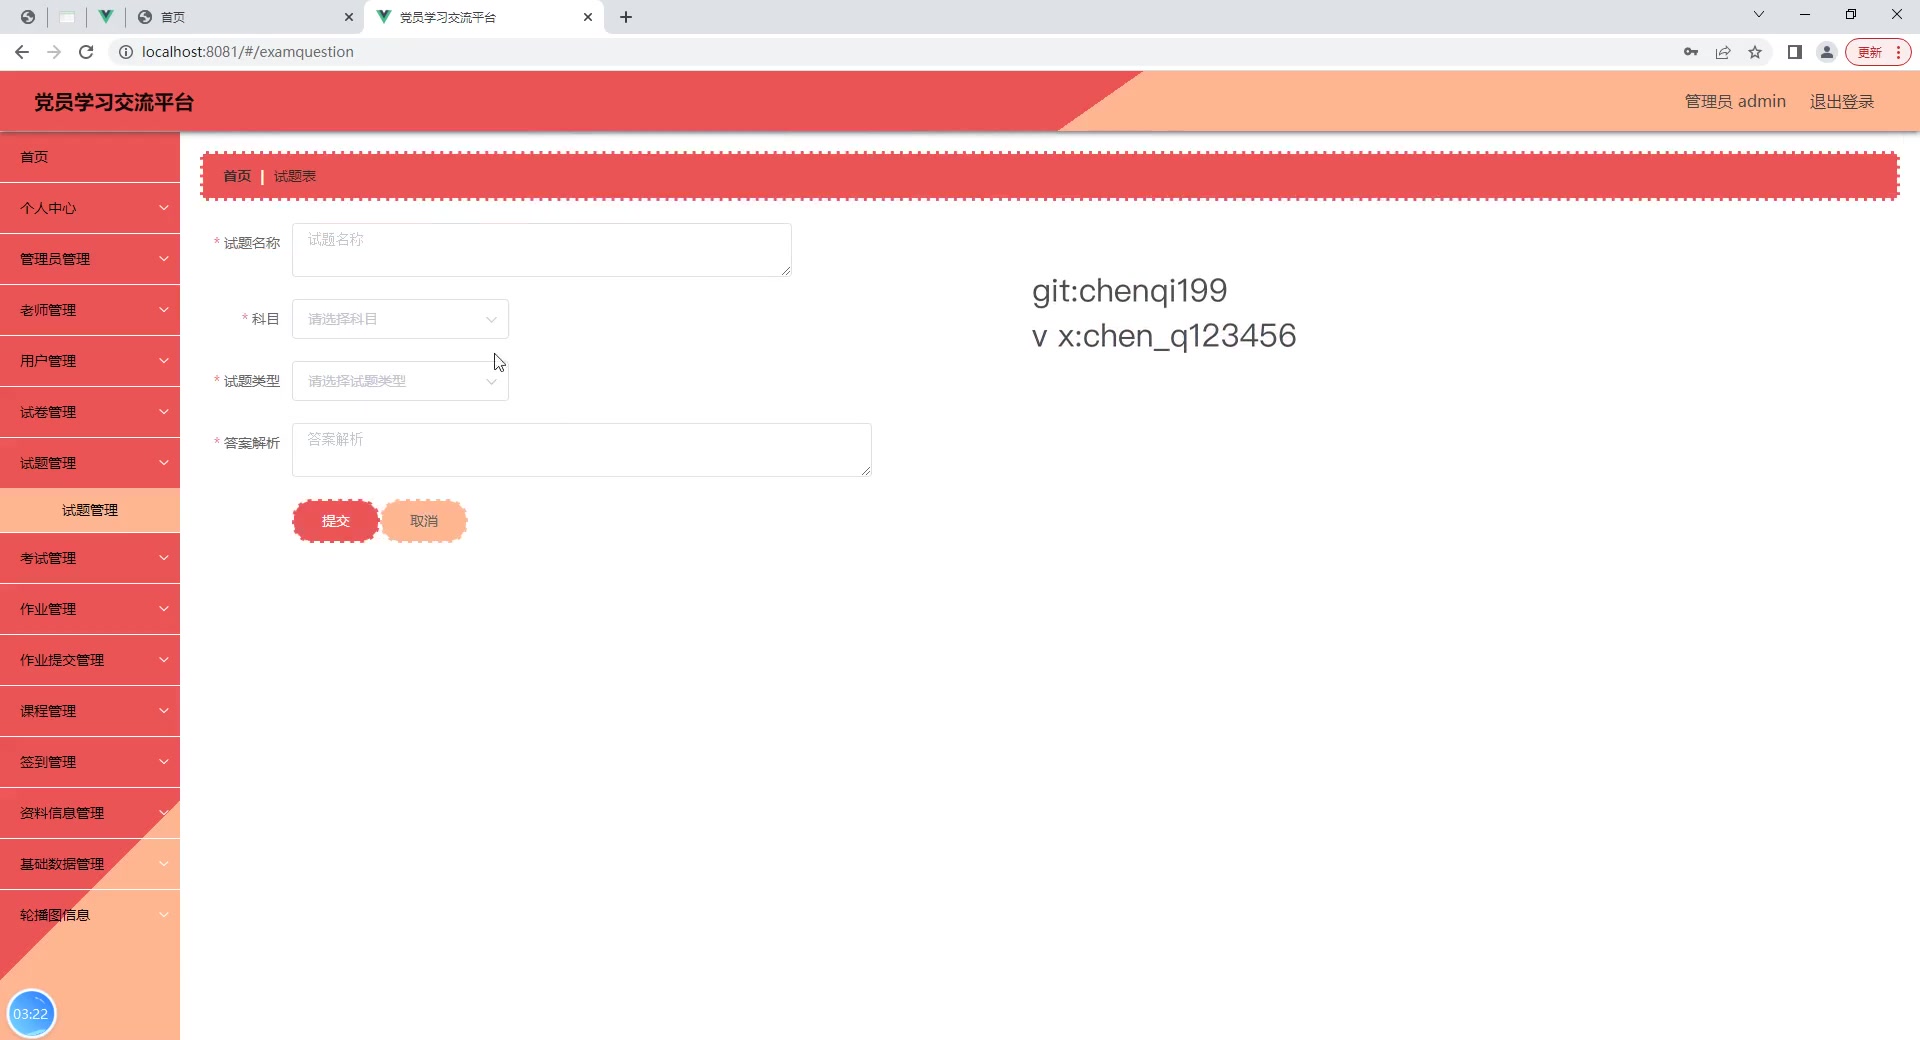 首页
党员学习交流平台
localhost:8081/#/examquestion
更新
党员学习交流平台
管理员 admin
退出登录
首页
个人中心
管理员管理
老师管理
用户管理
试卷管理
试题管理
试题管理
考试管理
作业管理
作业提交管理
课程管理
签到管理
资料信息管理
基础数据管理
轮播图信息
03:22
首页 | 试题表
* 试题名称 试题名称
* 科目 请选择科目
* 试题类型 请选择试题类型
* 答案解析 答案解析
提交 取消
git:chenqi199
v x:chen_q123456